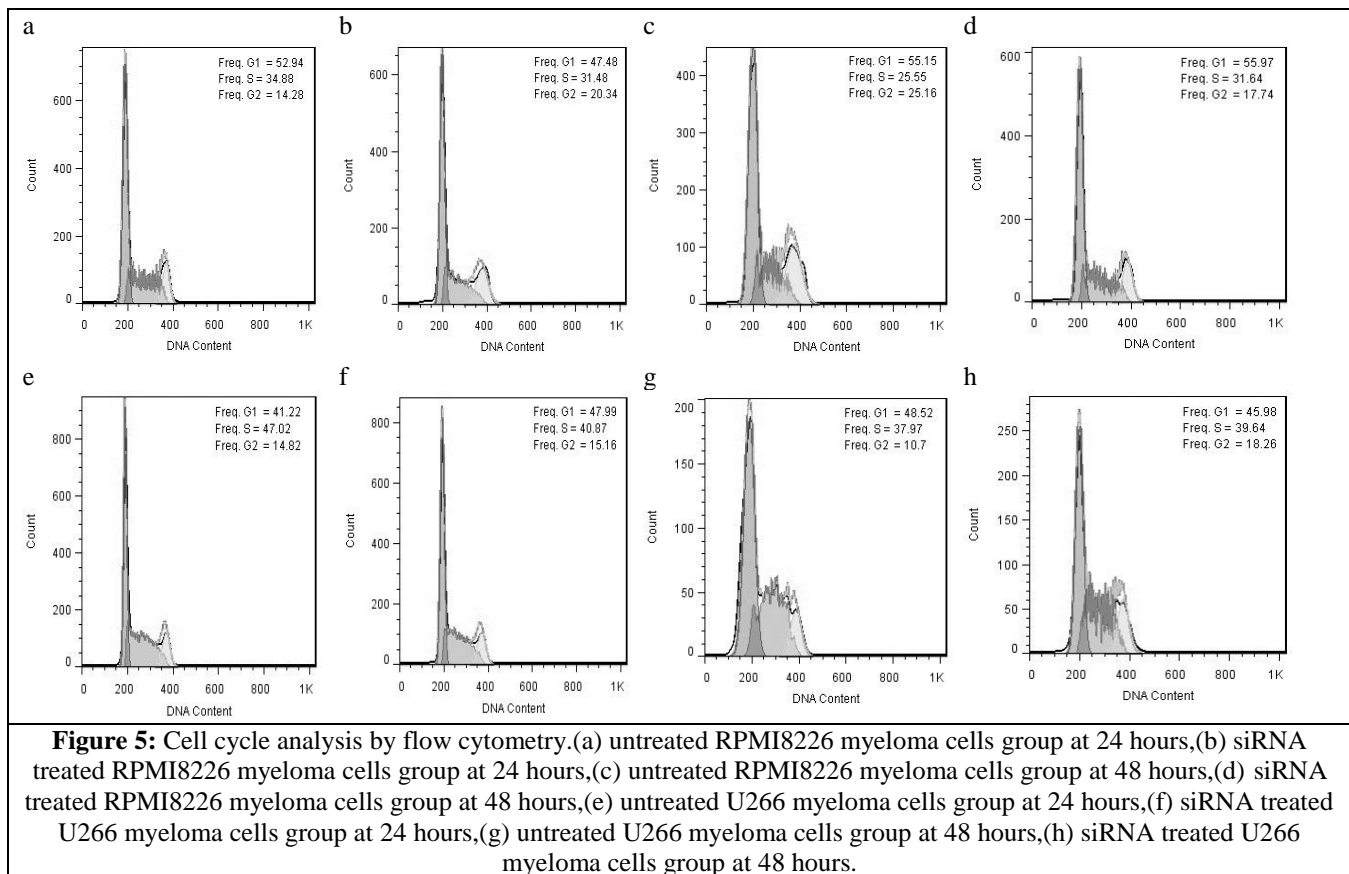 a
b
c
d
Freq. G1 = 52.94
Freq. S = 34.88
Freq. G2 = 14.28
600
400
200
0
Count
0 200 400 600 800 1K
DNA Content
Freq. G1 = 47.48
Freq. S = 31.48
Freq. G2 = 20.34
600
400
200
0
Count
0 200 400 600 800 1K
DNA Content
Freq. G1 = 55.15
Freq. S = 25.55
Freq. G2 = 25.16
400
300
200
100
0
Count
0 200 400 600 800 1K
DNA Content
Freq. G1 = 55.97
Freq. S = 31.64
Freq. G2 = 17.74
600
400
200
0
Count
0 200 400 600 800 1K
DNA Content
e
f
g
h
Freq. G1 = 41.22
Freq. S = 47.02
Freq. G2 = 14.82
800
600
400
200
0
Count
0 200 400 600 800 1K
DNA Content
Freq. G1 = 47.99
Freq. S = 40.87
Freq. G2 = 15.16
800
600
400
200
0
Count
0 200 400 600 800 1K
DNA Content
Freq. G1 = 48.52
Freq. S = 37.97
Freq. G2 = 10.7
200
150
100
50
0
Count
0 200 400 600 800 1K
DNA Content
Freq. G1 = 45.98
Freq. S = 39.64
Freq. G2 = 18.26
250
200
150
100
50
0
Count
0 200 400 600 800 1K
DNA Content
Figure 5: Cell cycle analysis by flow cytometry.(a) untreated RPMI8226 myeloma cells group at 24 hours,(b) siRNA
treated RPMI8226 myeloma cells group at 24 hours,(c) untreated RPMI8226 myeloma cells group at 48 hours,(d) siRNA
treated RPMI8226 myeloma cells group at 48 hours,(e) untreated U266 myeloma cells group at 24 hours,(f) siRNA treated
U266 myeloma cells group at 24 hours,(g) untreated U266 myeloma cells group at 48 hours,(h) siRNA treated U266
myeloma cells group at 48 hours.